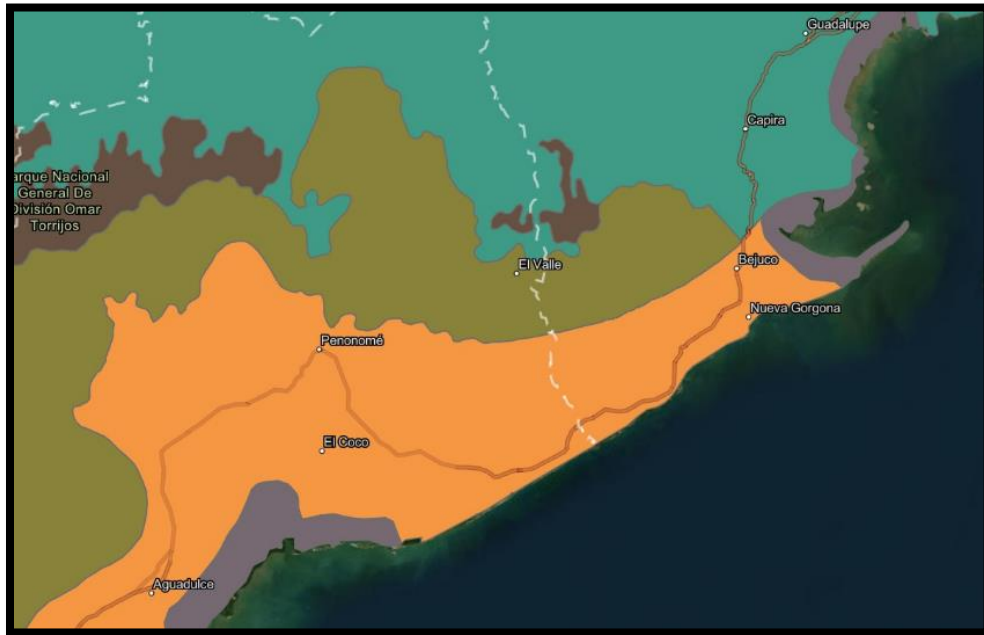 Guadalupe
Capira
arque Nacional
General De
División Omar
Torrijos
El Valle
Bejuco
Nueva Gorgona
Penonomé
El Coco
Aguadulce